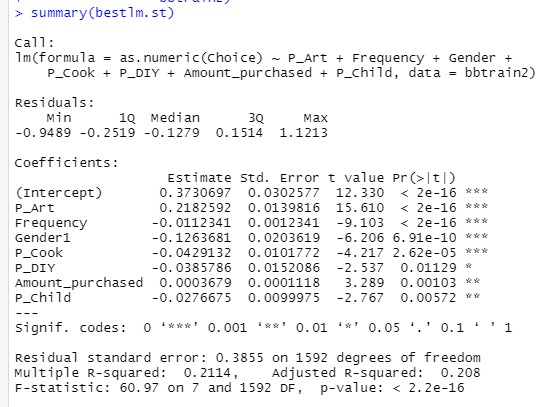 > summary(bestlm.st)
Call:
lm(formula = as.numeric(Choice) ~ P_Art + Frequency + Gender +
    P_Cook + P_DIY + Amount_purchased + P_Child, data = bbtrain2)
Residuals:
    Min      1Q  Median      3Q     Max
-0.9489 -0.2519 -0.1279  0.1514  1.1213
Coefficients:
                   Estimate Std. Error t value Pr(>|t|)
(Intercept)       0.3730697  0.0302577  12.330  < 2e-16 ***
P_Art             0.2182592  0.0139816  15.610  < 2e-16 ***
Frequency        -0.0112341  0.0012341  -9.103  < 2e-16 ***
Gender1          -0.1263681  0.0203619  -6.206 6.91e-10 ***
P_Cook           -0.0429132  0.0101772  -4.217 2.62e-05 ***
P_DIY            -0.0385786  0.0152086  -2.537  0.01129 *
Amount_purchased  0.0003679  0.0001118   3.289  0.00103 **
P_Child          -0.0276675  0.0099975  -2.767  0.00572 **
---
Signif. codes:  0 ‘***’ 0.001 ‘**’ 0.01 ‘*’ 0.05 ‘.’ 0.1 ‘ ’ 1
Residual standard error: 0.3855 on 1592 degrees of freedom
Multiple R-squared:  0.2114,    Adjusted R-squared:  0.208
F-statistic: 60.97 on 7 and 1592 DF,  p-value: < 2.2e-16